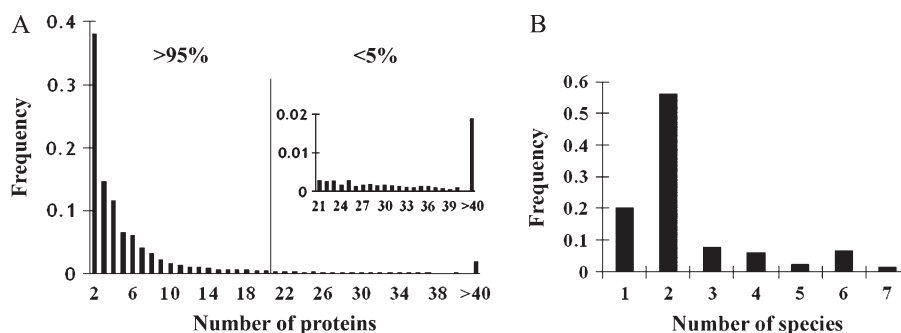 A
B
0.4
0.3
0.2
0.1
0
Frequency
>95%
<5%
0.02
0.01
0
21 24 27 30 33 36 39 >40
2 6 10 14 18 22 26 30 34 38 >40
Number of proteins
0.6
0.5
0.4
0.3
0.2
0.1
0
Frequency
1 2 3 4 5 6 7
Number of species